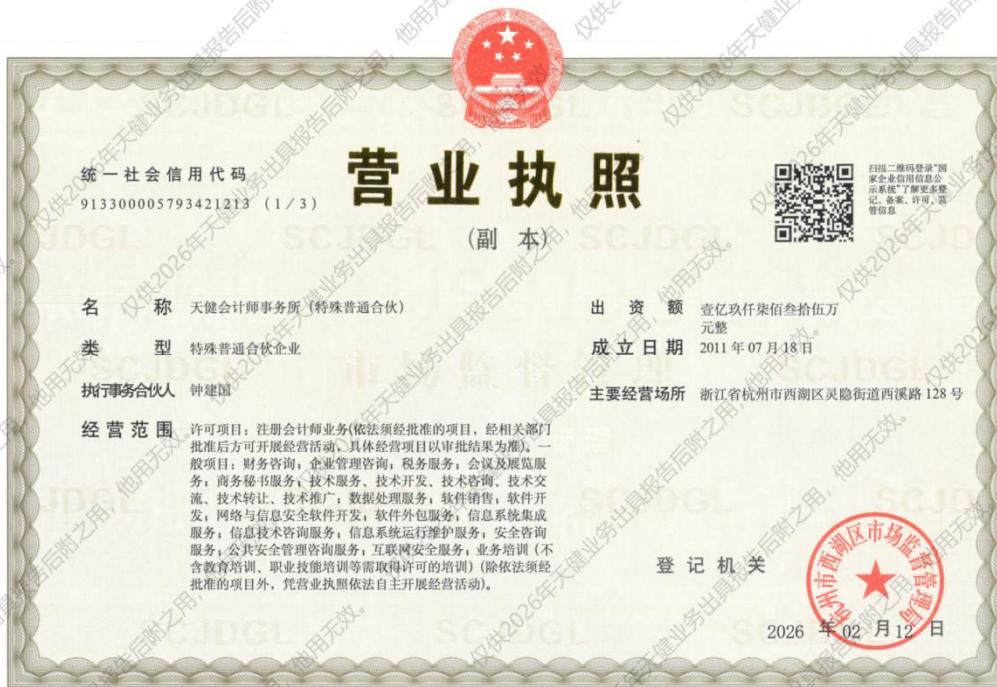 营业执照
(副 本)
统一社会信用代码
913300005793421213 (1/3)
扫描二维码登录“国
家企业信用信息公
示系统”了解更多登
记、备案、许可、监
管信息
名 称 天健会计师事务所(特殊普通合伙)
类 型 特殊普通合伙企业
执行事务合伙人 钟建国
经营范围 许可项目:注册会计师业务(依法须经批准的项目,经相关部门
批准后方可开展经营活动,具体经营项目以审批结果为准)。一
般项目:财务咨询;企业管理咨询;税务服务;会议及展览服
务;商务秘书服务;技术服务、技术开发、技术咨询、技术交
流、技术转让、技术推广;数据处理服务;软件销售;软件开
发;网络与信息安全软件开发;软件外包服务;信息系统集成
服务;信息技术咨询服务;信息系统运行维护服务;安全咨询
服务;公共安全管理咨询服务;互联网安全服务;业务培训(不
含教育培训、职业技能培训等需取得许可的培训)(除依法须经
批准的项目外,凭营业执照依法自主开展经营活动)。
出 资 额 壹亿玖仟柒佰叁拾伍万
元整
成立日期 2011年07月18日
主要经营场所 浙江省杭州市西湖区灵隐街道西溪路128号
登记机关
杭州市西湖区市场监督管理局
2026 年 02 月 12 日
仅供2026年天健业务出具报告后附之用,他用无效。
SCJDGL
市场监督管理